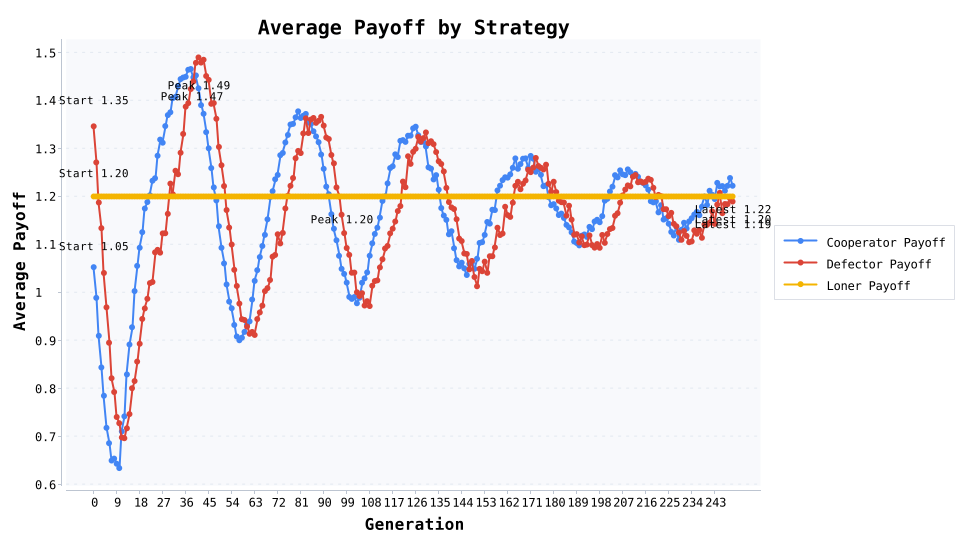 Average Payoff by Strategy
Average Payoff
1.5
1.4
1.3
1.2
1.1
1
0.9
0.8
0.7
0.6
Start 1.35
Start 1.20
Start 1.05
Peak 1.49
Peak 1.47
Peak 1.20
Latest 1.22
Latest 1.20
Latest 1.19
Cooperator Payoff
Defector Payoff
Loner Payoff
0 9 18 27 36 45 54 63 72 81 90 99 108 117 126 135 144 153 162 171 180 189 198 207 216 225 234 243
Generation